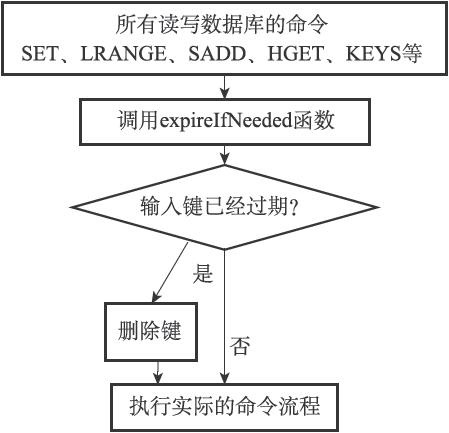 所有读写数据库的命令
SET、LRANGE、SADD、HGET、KEYS等
调用expireIfNeeded函数
输入键已经过期?
是
删除键
否
执行实际的命令流程